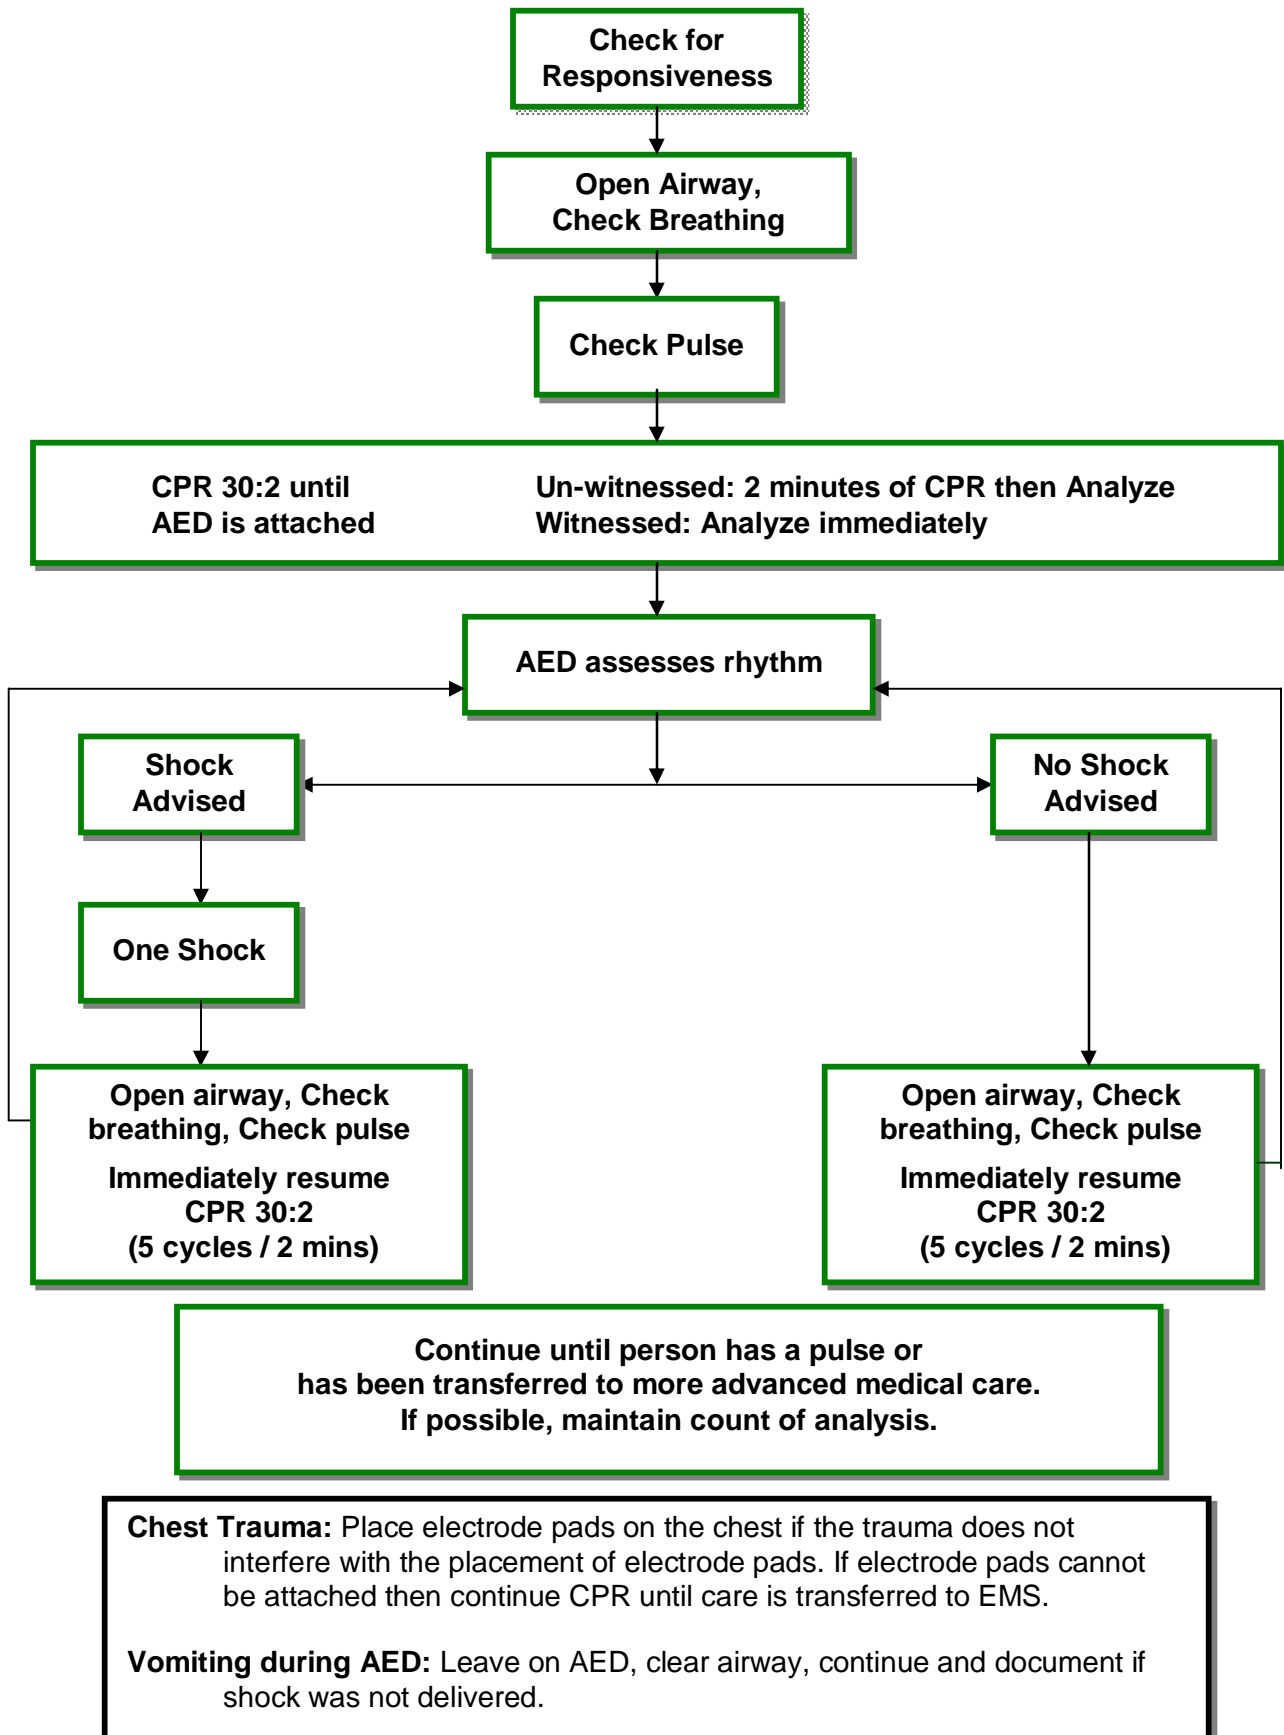 Check for
Responsiveness
Open Airway,
Check Breathing
Check Pulse
CPR 30:2 until
AED is attached
Un-witnessed: 2 minutes of CPR then Analyze
Witnessed: Analyze immediately
AED assesses rhythm
Shock
Advised
No Shock
Advised
One Shock
Open airway, Check
breathing, Check pulse
Immediately resume
CPR 30:2
(5 cycles / 2 mins)
Open airway, Check
breathing, Check pulse
Immediately resume
CPR 30:2
(5 cycles / 2 mins)
Continue until person has a pulse or
has been transferred to more advanced medical care.
If possible, maintain count of analysis.
Chest Trauma: Place electrode pads on the chest if the trauma does not
interfere with the placement of electrode pads. If electrode pads cannot
be attached then continue CPR until care is transferred to EMS.
Vomiting during AED: Leave on AED, clear airway, continue and document if
shock was not delivered.